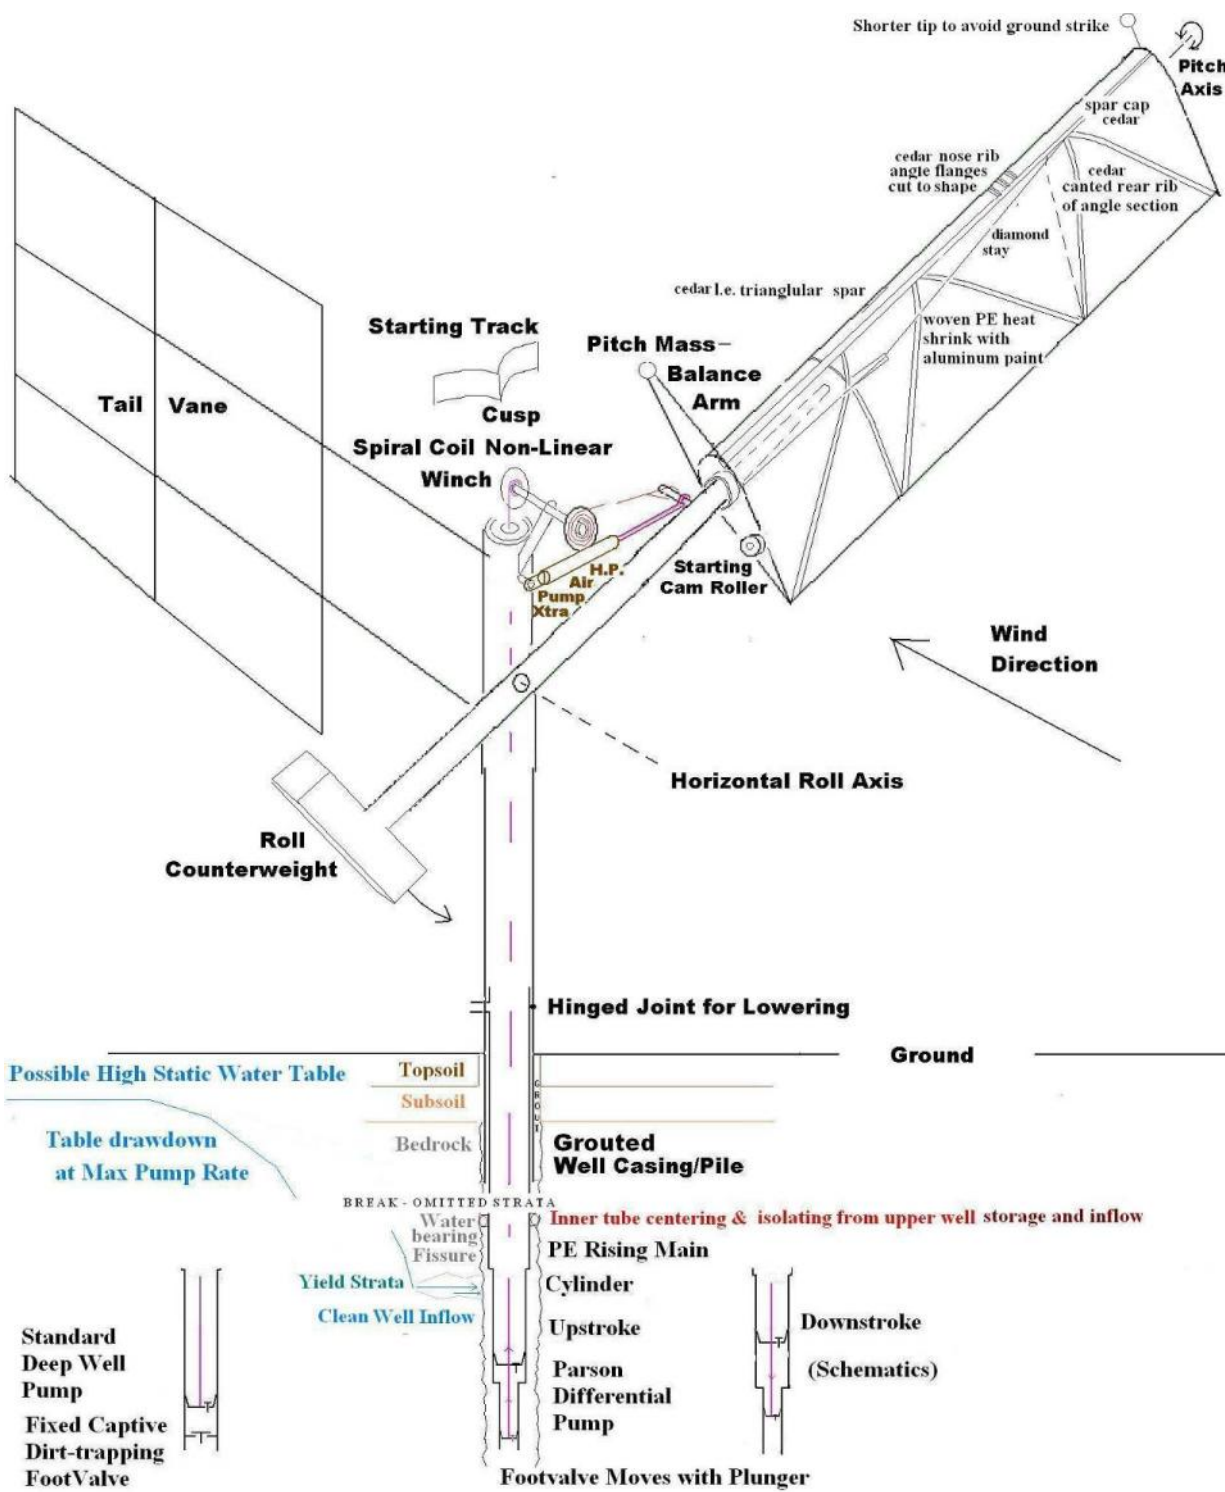 Shorter tip to avoid ground strike
Pitch
Axis
spar cap
cedar
cedar nose rib
angle flanges
cut to shape
cedar
canted rear rib
of angle section
diamond
stay
cedar l.e. trianglular spar
woven PE heat
shrink with
aluminum paint
Starting Track
Cusp
Pitch Mass-
Balance
Arm
Tail Vane
Spiral Coil Non-Linear
Winch
H.P.
Air
Pump
Xtra
Starting
Cam Roller
Wind
Direction
Horizontal Roll Axis
Roll
Counterweight
Hinged Joint for Lowering
Ground
Possible High Static Water Table
Topsoil
Subsoil
Bedrock
GROUT
Table drawdown
at Max Pump Rate
Grouted
Well Casing/Pile
BREAK - OMITTED STRATA
Water
bearing
Fissure
Inner tube centering & isolating from upper well storage and inflow
PE Rising Main
Yield Strata
Cylinder
Clean Well Inflow
Upstroke
Downstroke
(Schematics)
Standard
Deep Well
Pump
Parson
Differential
Pump
Fixed Captive
Dirt-trapping
FootValve
Footvalve Moves with Plunger